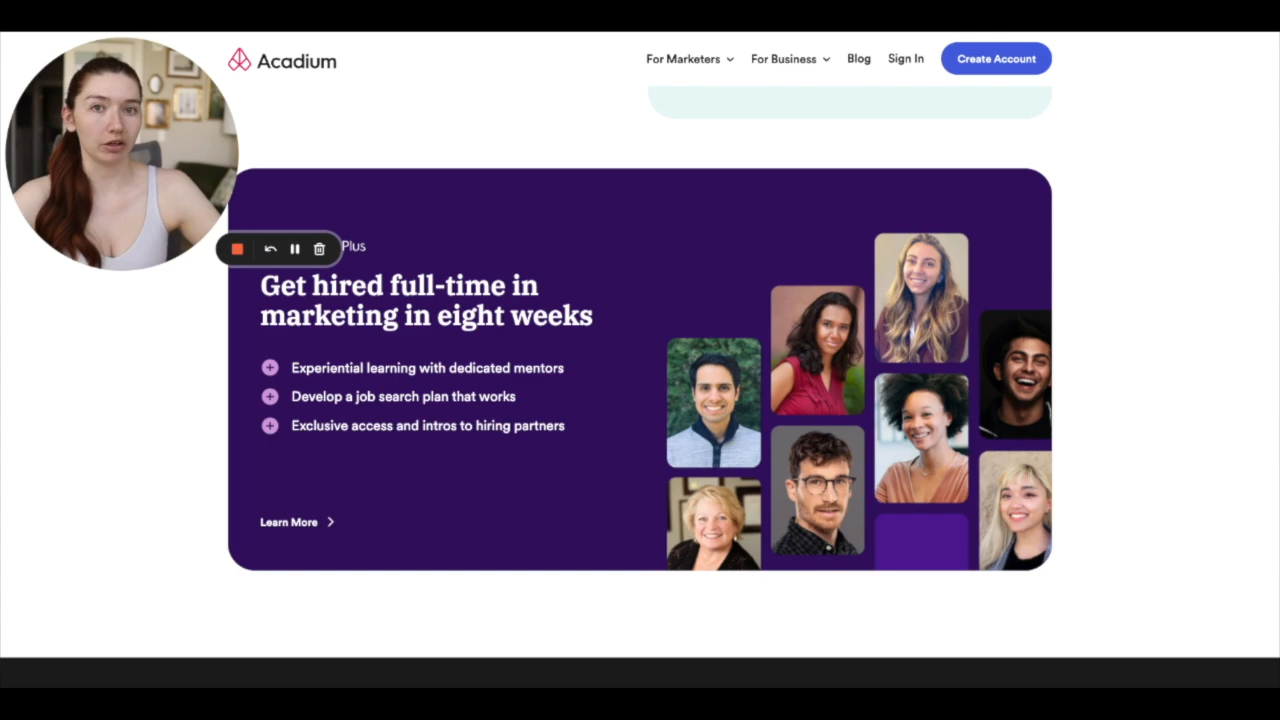 Acadium
For Marketers
For Business
Blog
Sign In
Create Account
Plus
Get hired full-time in
marketing in eight weeks
Experiential learning with dedicated mentors
Develop a job search plan that works
Exclusive access and intros to hiring partners
Learn More